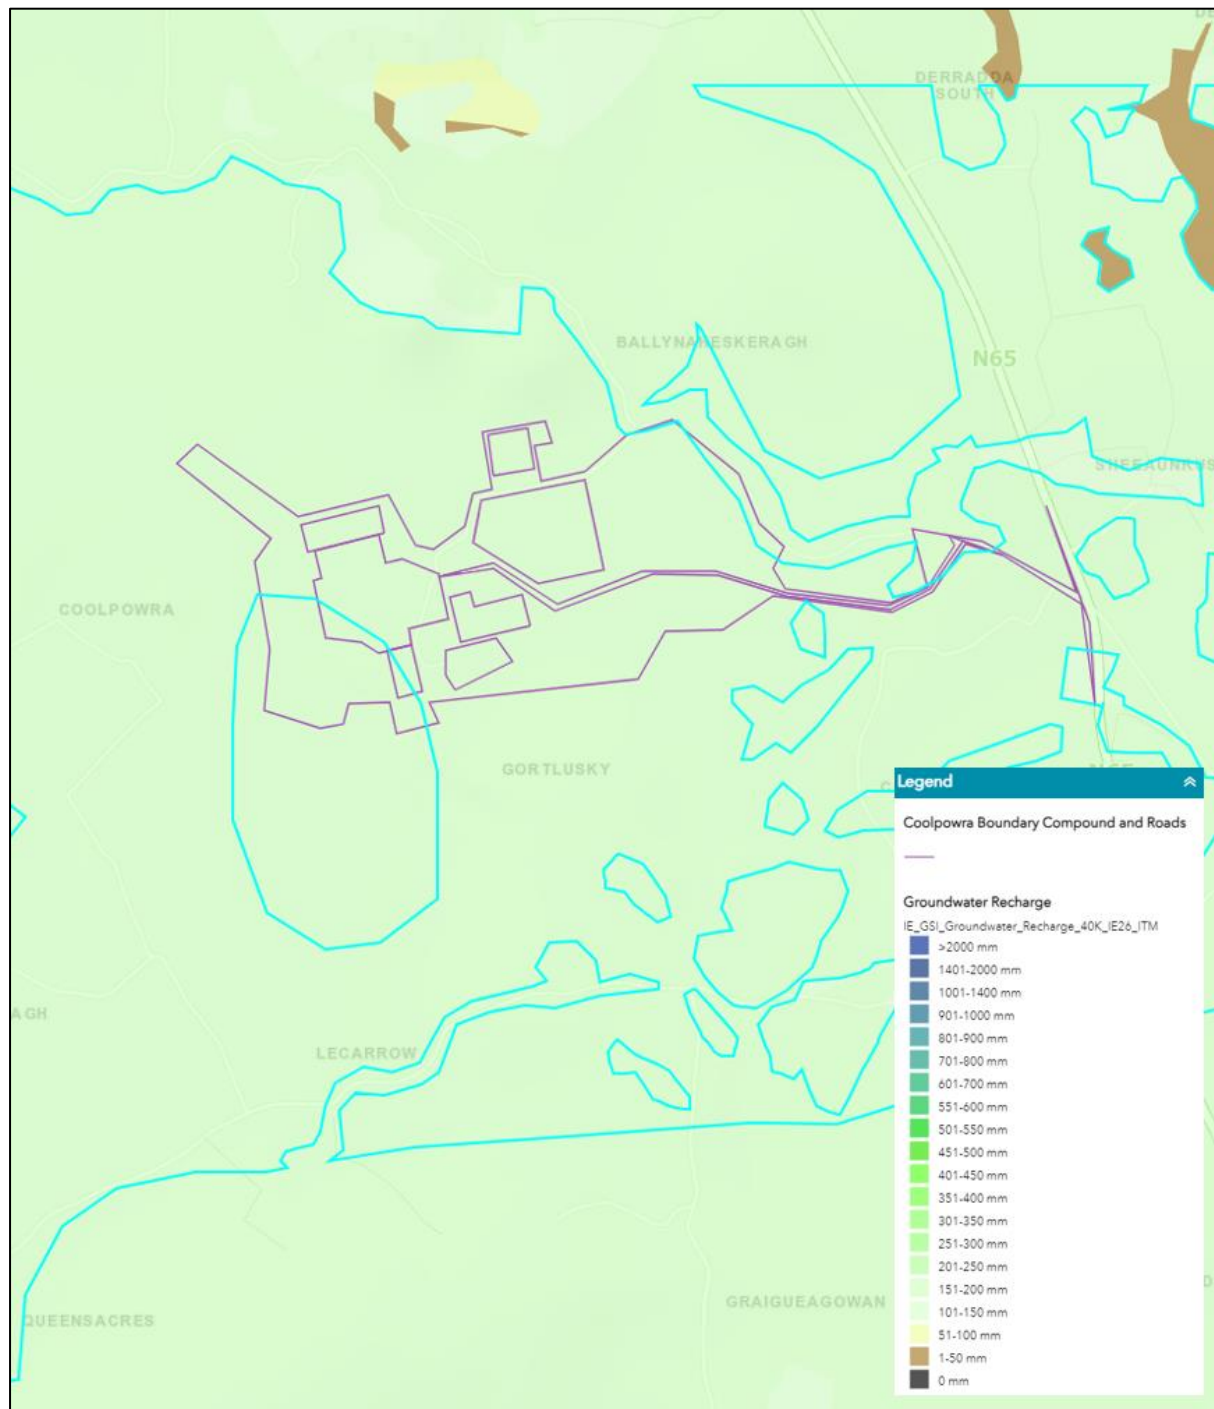 DERRADDA
SOUTH
BALLYNAHESKERAGH
N65
SHEEAUNRUS
COOLPOWRA
GORTLUSKY
AGH
LECARROW
GRAIGUEAGOWAN
QUEENSACRES
Legend
Coolpowra Boundary Compound and Roads
Groundwater Recharge
IE_GSI_Groundwater_Recharge_40K_IE26_ITM
>2000 mm
1401-2000 mm
1001-1400 mm
901-1000 mm
801-900 mm
701-800 mm
601-700 mm
551-600 mm
501-550 mm
451-500 mm
401-450 mm
351-400 mm
301-350 mm
251-300 mm
201-250 mm
151-200 mm
101-150 mm
51-100 mm
1-50 mm
0 mm